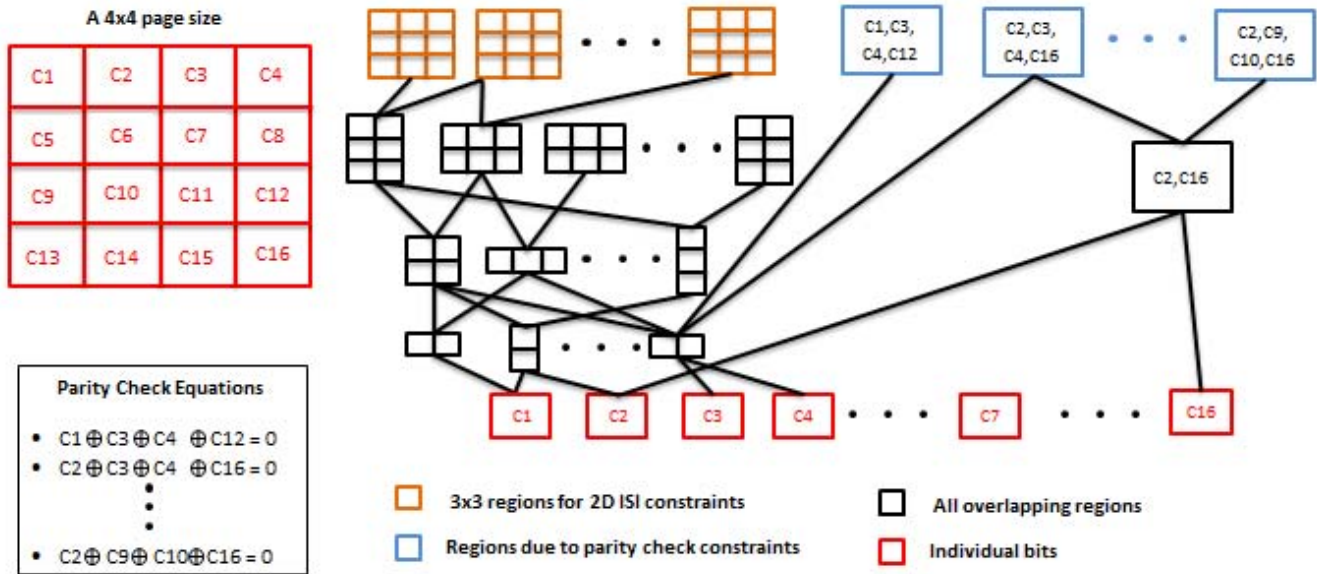 A 4x4 page size
C1 C2 C3 C4
C5 C6 C7 C8
C9 C10 C11 C12
C13 C14 C15 C16
C1,C3,
C4,C12
C2,C3,
C4,C16
C2,C9,
C10,C16
C2,C16
C1 C2 C3 C4 C7 C16
Parity Check Equations
• C1⊕C3⊕C4 ⊕C12 = 0
• C2⊕C3⊕C4 ⊕C16 = 0
• C2⊕C9⊕C10⊕C16 = 0
3x3 regions for 2D ISI constraints
Regions due to parity check constraints
All overlapping regions
Individual bits